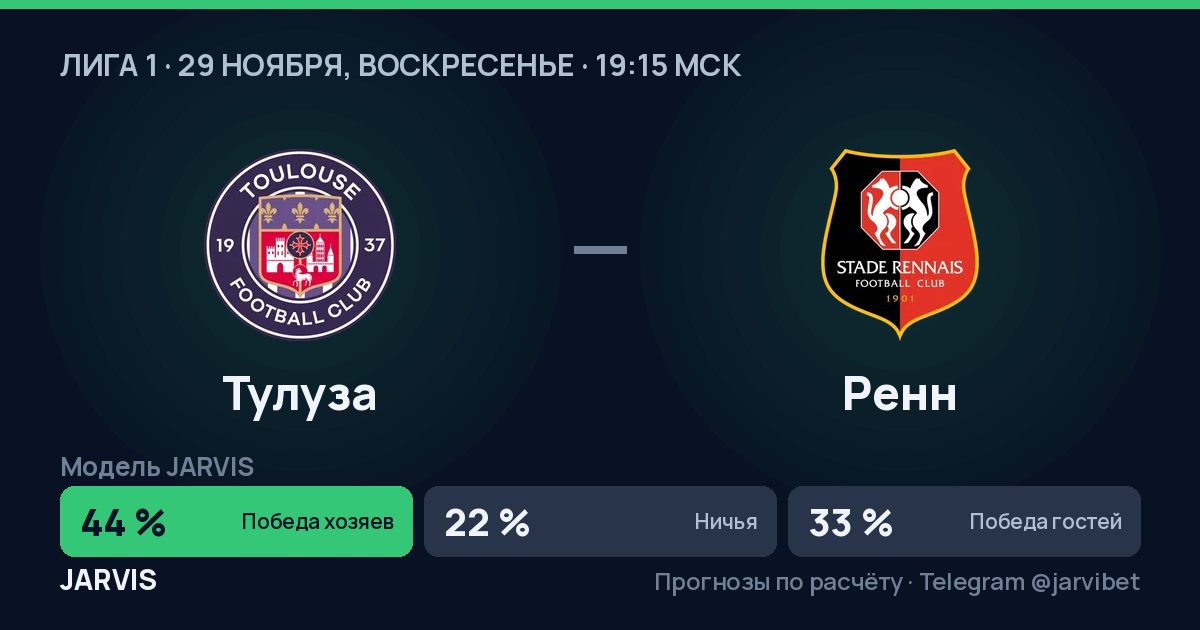 ЛИГА 1 · 29 НОЯБРЯ, ВОСКРЕСЕНЬЕ · 19:15 МСК
TOULOUSE
19 37
FOOTBALL CLUB
STADE RENNAIS
FOOTBALL CLUB
1901
Тулуза
Ренн
Модель JARVIS
44 % Победа хозяев
22 % Ничья
33 % Победа гостей
JARVIS
Прогнозы по расчёту · Telegram @jarvibet